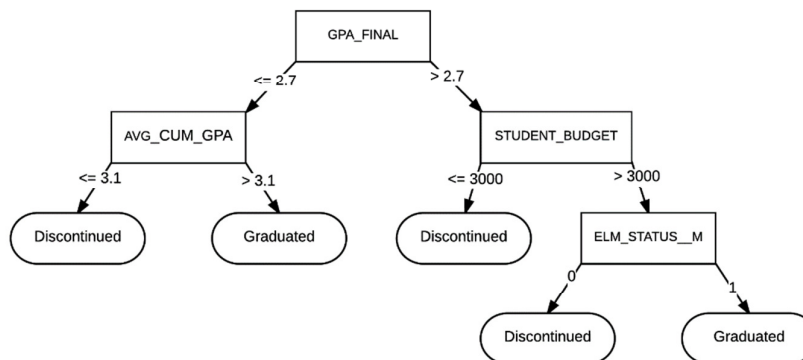 GPA_FINAL
<= 2.7
> 2.7
AVG_CUM_GPA
STUDENT_BUDGET
<= 3.1
> 3.1
<= 3000
> 3000
Discontinued
Graduated
Discontinued
ELM_STATUS__M
0
1
Discontinued
Graduated